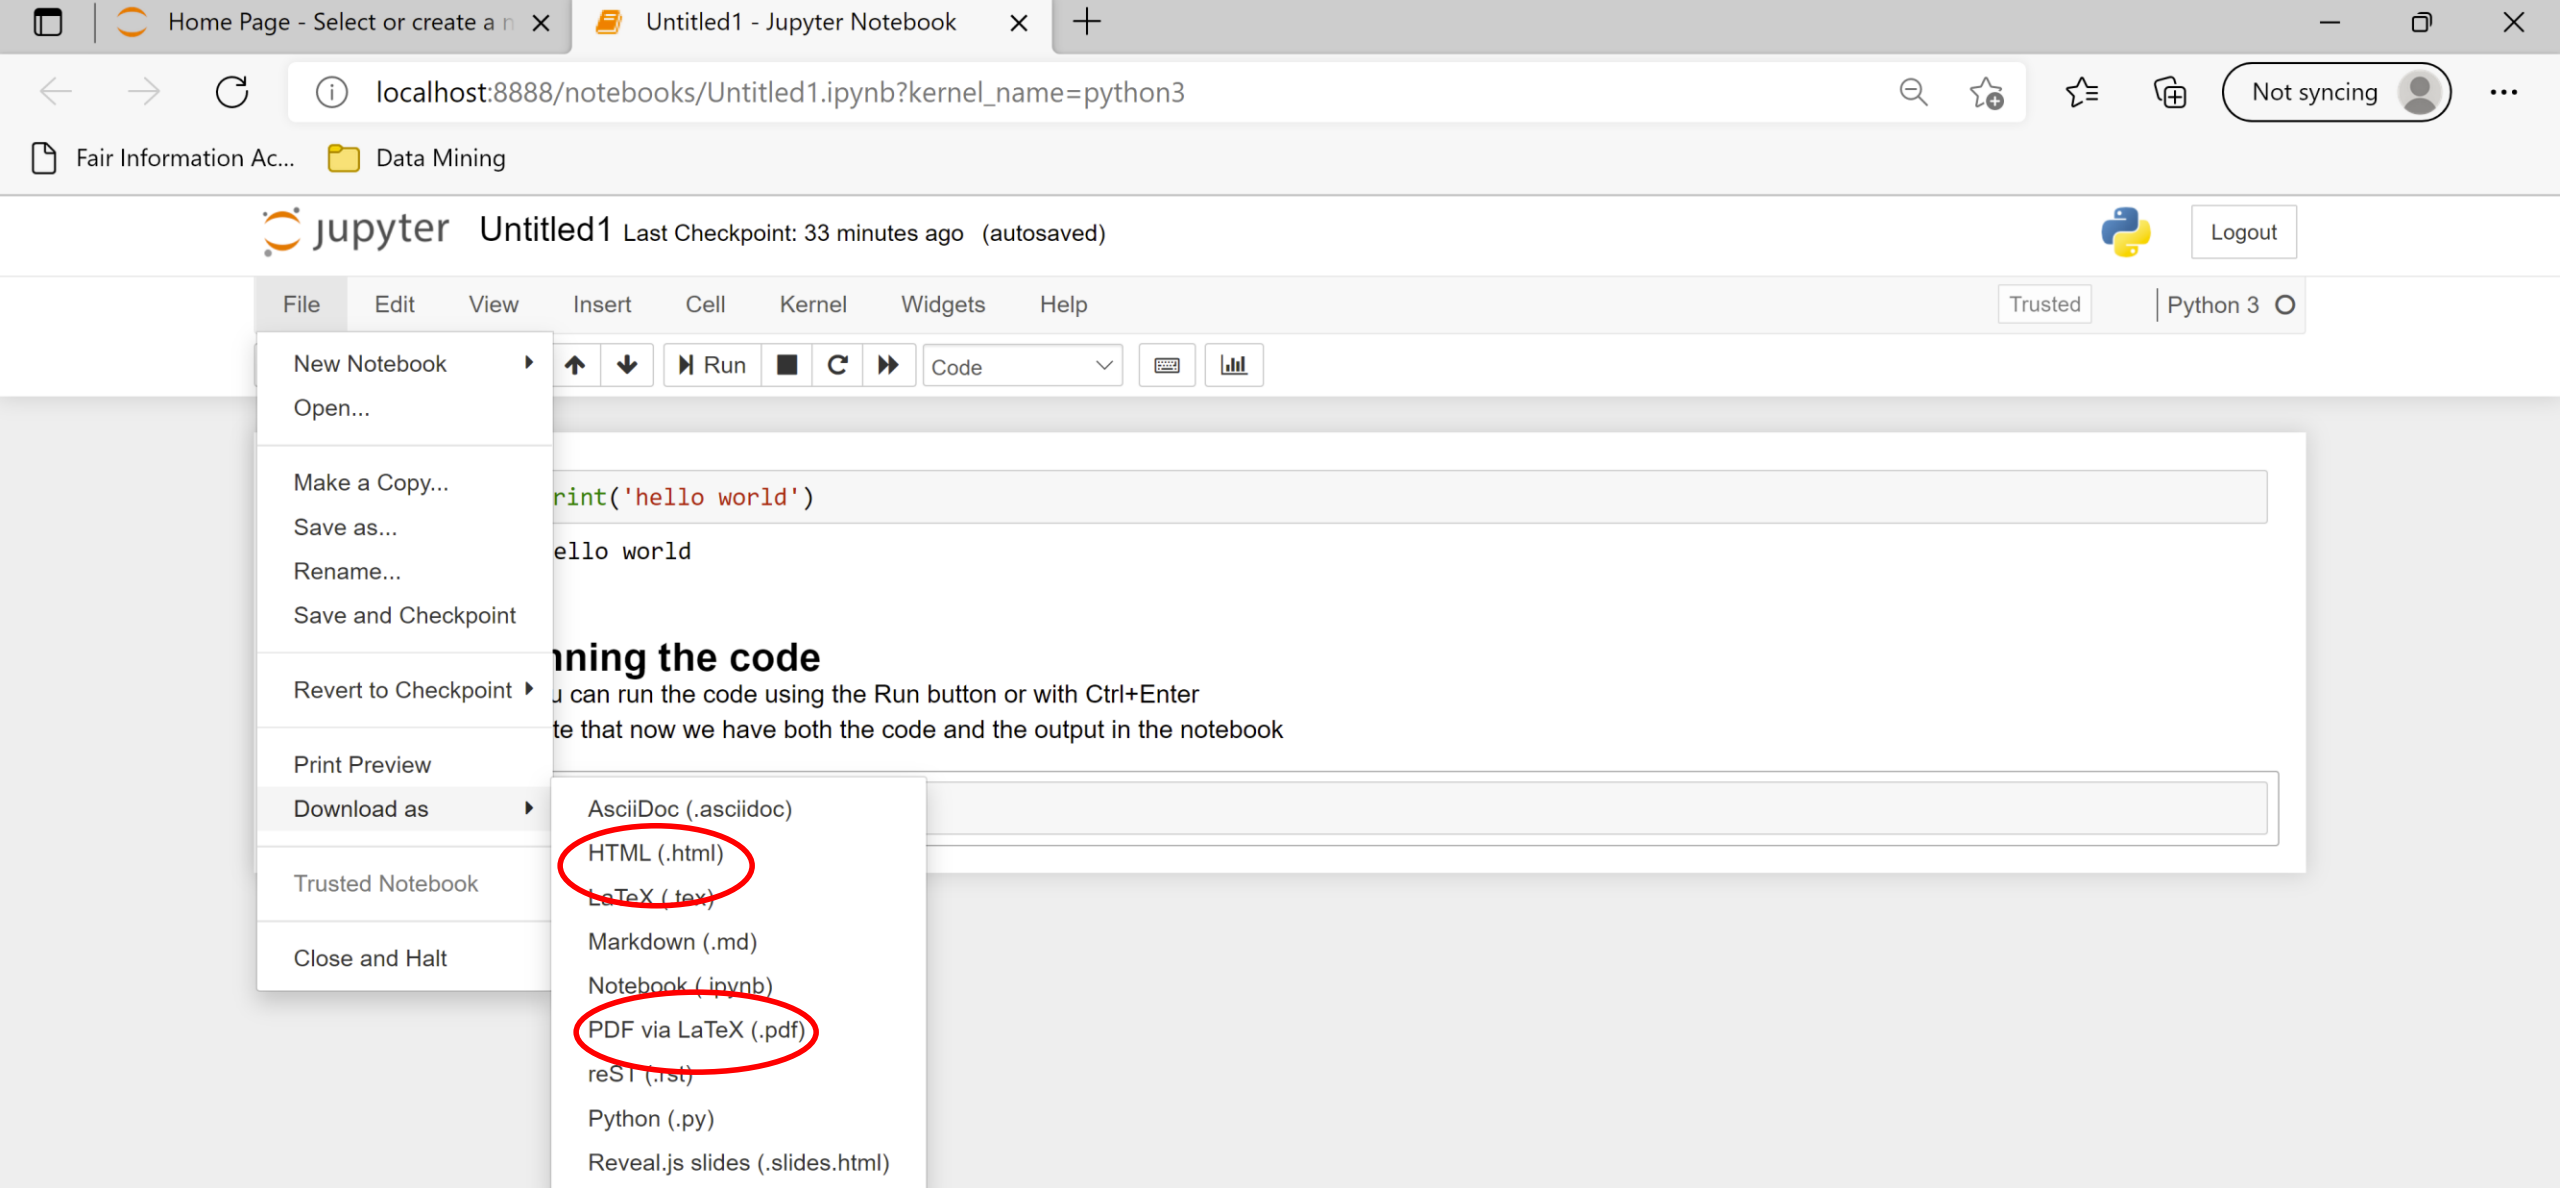 Home Page - Select or create a n
Untitled1 - Jupyter Notebook
localhost:8888/notebooks/Untitled1.ipynb?kernel_name=python3
Not syncing
Fair Information Ac...
Data Mining
jupyter
Untitled1 Last Checkpoint: 33 minutes ago (autosaved)
Logout
File Edit View Insert Cell Kernel Widgets Help
Trusted
Python 3
New Notebook
Open...
Make a Copy...
Save as...
Rename...
Save and Checkpoint
Revert to Checkpoint
Print Preview
Download as
Trusted Notebook
Close and Halt
Run
Code
rint('hello world')
ello world
nning the code
u can run the code using the Run button or with Ctrl+Enter
te that now we have both the code and the output in the notebook
AsciiDoc (.asciidoc)
HTML (.html)
LaTeX (.tex)
Markdown (.md)
Notebook (.ipynb)
PDF via LaTeX (.pdf)
reST (.rst)
Python (.py)
Reveal.js slides (.slides.html)